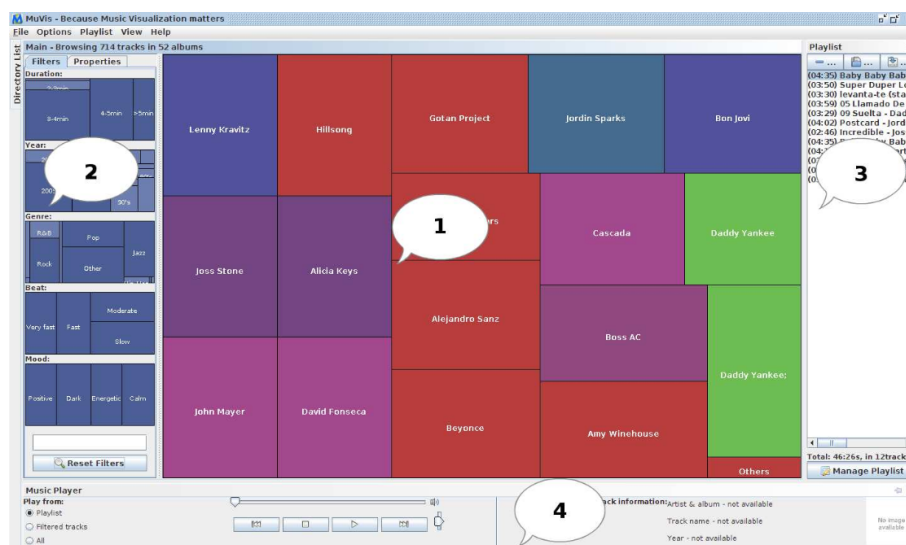 MuVis - Because Music Visualization matters
File Options Playlist View Help
Directory List
Main - Browsing 714 tracks in 52 albums
Filters Properties
Duration:
3-4min
4-5min
>5min
Year:
50's
Genre:
R&B
Pop
Rock
Other
Jazz
Beat:
Very fast
Fast
Moderate
Slow
Mood:
Positive
Dark
Energetic
Calm
Reset Filters
2
Lenny Kravitz
Hillsong
Gotan Project
Jordin Sparks
Bon Jovi
Joss Stone
Alicia Keys
1
Cascada
Daddy Yankee
Alejandro Sanz
Boss AC
Daddy Yankee:
John Mayer
David Fonseca
Beyonce
Amy Winehouse
Others
Playlist
(04:35) Baby Baby Bab
(03:50) Super Duper Lo
(03:30) levanta-te (sta
(03:59) 05 Llamado De
(03:29) 09 Suelta - Dad
(04:02) Postcard - Jord
(02:46) Incredible - Jos
(04:35)
3
Total: 46:26s, in 12track
Manage Playlist
Music Player
Play from:
Playlist
Filtered tracks
All
4
Track information:
Artist & album - not available
Track name - not available
Year - not available
No image
available